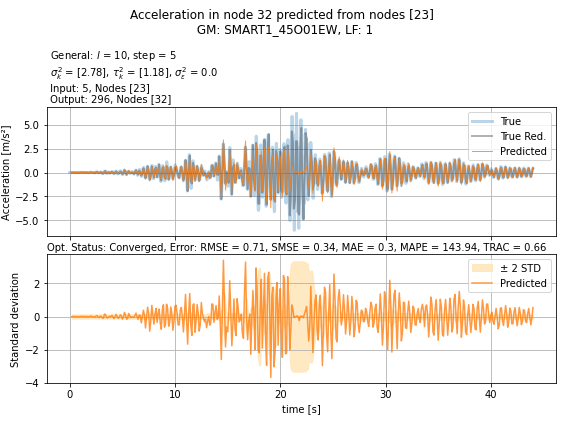 Acceleration in node 32 predicted from nodes [23]
GM: SMART1_45O01EW, LF: 1
General: l = 10, step = 5
σ²ₖ = [2.78], τ²ₖ = [1.18], σ²ε = 0.0
Input: 5, Nodes [23]
Output: 296, Nodes [32]
Acceleration [m/s²]
5.0
2.5
0.0
−2.5
−5.0
True
True Red.
Predicted
Opt. Status: Converged, Error: RMSE = 0.71, SMSE = 0.34, MAE = 0.3, MAPE = 143.94, TRAC = 0.66
Standard deviation
2
0
−2
−4
± 2 STD
Predicted
0
10
20
30
40
time [s]